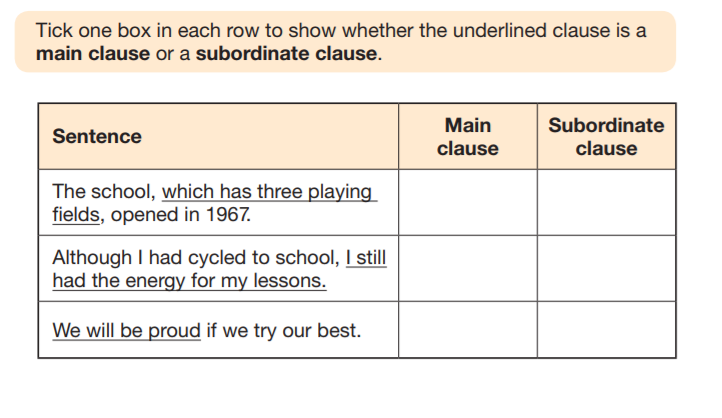 Tick one box in each row to show whether the underlined clause is a
main clause or a subordinate clause.
Sentence
Main
clause
Subordinate
clause
The school, which has three playing
fields, opened in 1967.
Although I had cycled to school, I still
had the energy for my lessons.
We will be proud if we try our best.